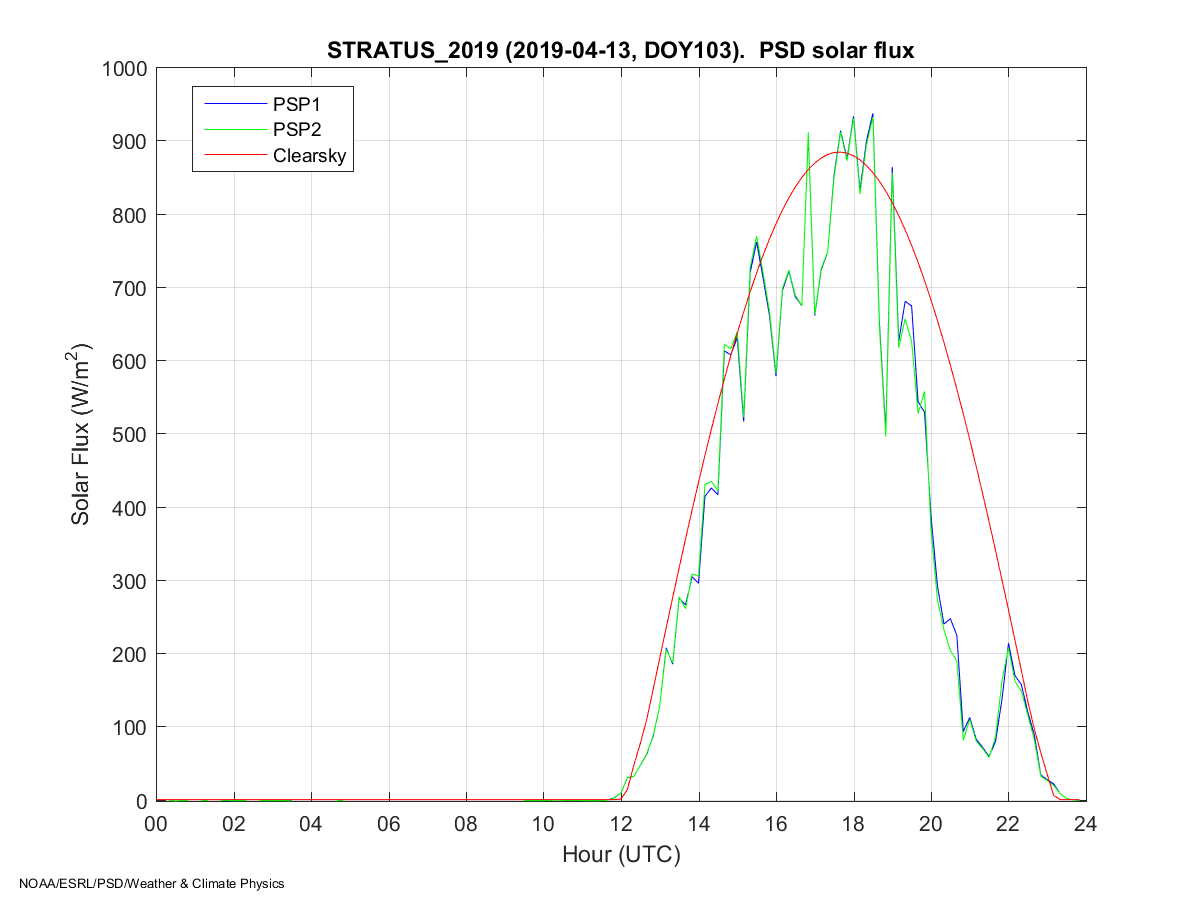 STRATUS_2019 (2019-04-13, DOY103).  PSD solar flux
1000
900
800
700
600
500
400
300
200
100
0
PSP1
PSP2
Clearsky
Solar Flux (W/m²)
00 02 04 06 08 10 12 14 16 18 20 22 24
Hour (UTC)
NOAA/ESRL/PSD/Weather & Climate Physics